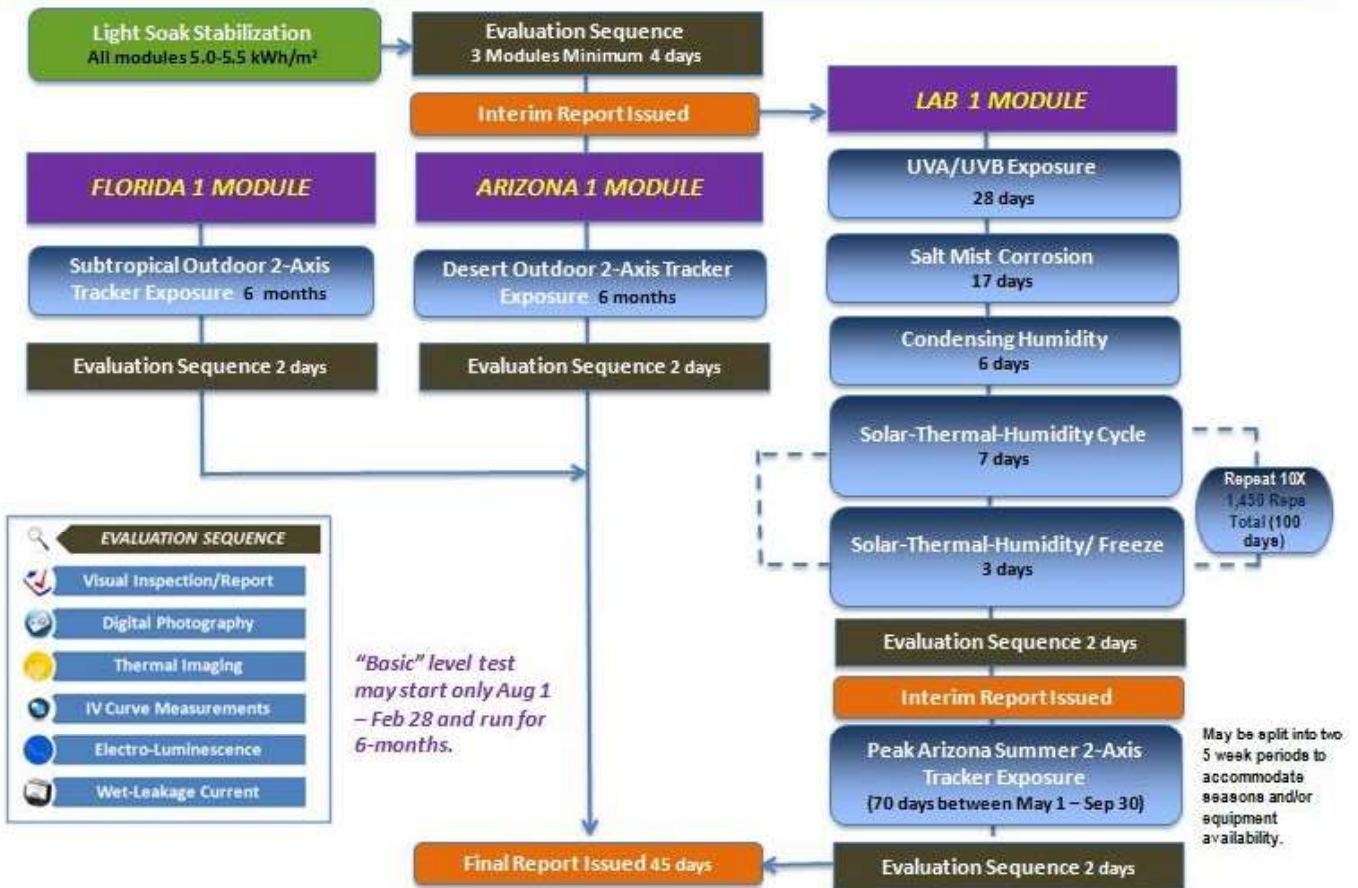 Light Soak Stabilization
All modules 5.0-5.5 kWh/m²
Evaluation Sequence
3 Modules Minimum 4 days
Interim Report Issued
LAB 1 MODULE
FLORIDA 1 MODULE
ARIZONA 1 MODULE
UVA/UVB Exposure
28 days
Subtropical Outdoor 2-Axis
Tracker Exposure 6 months
Desert Outdoor 2-Axis Tracker
Exposure 6 months
Salt Mist Corrosion
17 days
Evaluation Sequence 2 days
Evaluation Sequence 2 days
Condensing Humidity
6 days
Solar-Thermal-Humidity Cycle
7 days
Repeat 10X
Reps
Total (100
days)
Solar-Thermal-Humidity/ Freeze
3 days
EVALUATION SEQUENCE
Visual Inspection/Report
Digital Photography
Thermal Imaging
IV Curve Measurements
Electro-Luminescence
Wet-Leakage Current
"Basic" level test
may start only Aug 1
– Feb 28 and run for
6-months.
Evaluation Sequence 2 days
Interim Report Issued
Peak Arizona Summer 2-Axis
Tracker Exposure
(70 days between May 1 – Sep 30)
May be split into two
5 week periods to
accommodate
seasons and/or
equipment
availability.
Final Report Issued 45 days
Evaluation Sequence 2 days